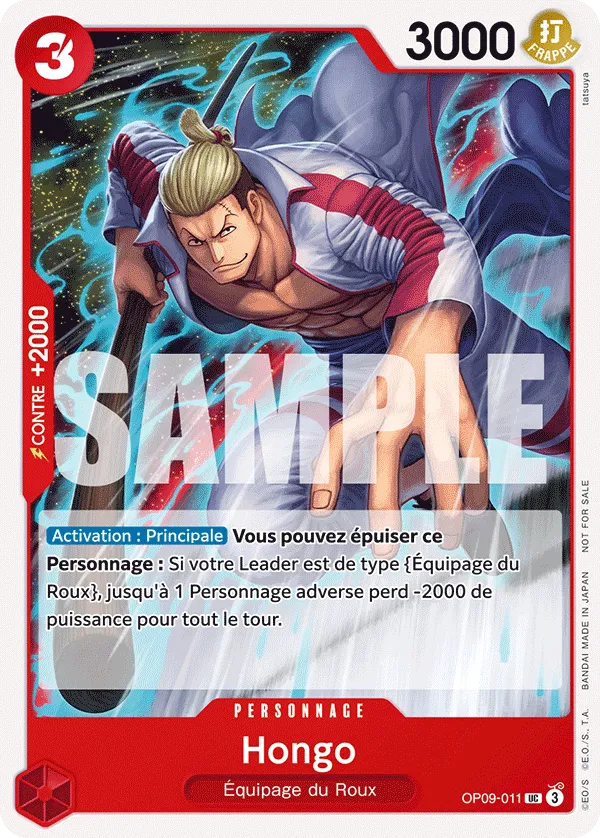 3
3000
打
FRAPPE
tatsuya
CONTRE +2000
SAMPLE
Activation : Principale Vous pouvez épuiser ce
Personnage : Si votre Leader est de type {Équipage du
Roux}, jusqu'à 1 Personnage adverse perd -2000 de
puissance pour tout le tour.
PERSONNAGE
Hongo
Équipage du Roux
OP09-011 UC 3
©EO/S ©E.O./S., T.A. BANDAI MADE IN JAPAN NOT FOR SALE